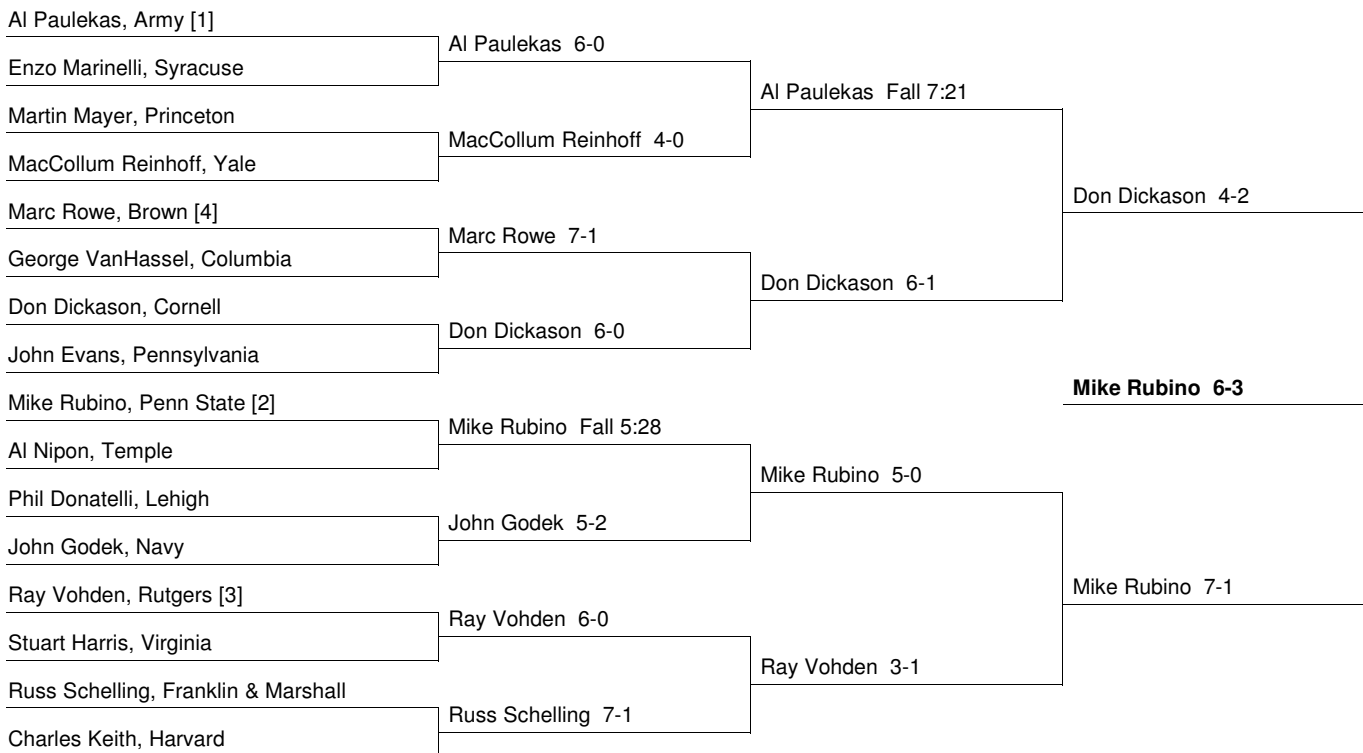 Al Paulekas, Army [1]
Enzo Marinelli, Syracuse
Martin Mayer, Princeton
MacCollum Reinhoff, Yale
Marc Rowe, Brown [4]
George VanHassel, Columbia
Don Dickason, Cornell
John Evans, Pennsylvania
Mike Rubino, Penn State [2]
Al Nipon, Temple
Phil Donatelli, Lehigh
John Godek, Navy
Ray Vohden, Rutgers [3]
Stuart Harris, Virginia
Russ Schelling, Franklin & Marshall
Charles Keith, Harvard
Al Paulekas 6-0
MacCollum Reinhoff 4-0
Marc Rowe 7-1
Don Dickason 6-0
Mike Rubino Fall 5:28
John Godek 5-2
Ray Vohden 6-0
Russ Schelling 7-1
Al Paulekas Fall 7:21
Don Dickason 6-1
Mike Rubino 5-0
Ray Vohden 3-1
Don Dickason 4-2
Mike Rubino 6-3
Mike Rubino 7-1